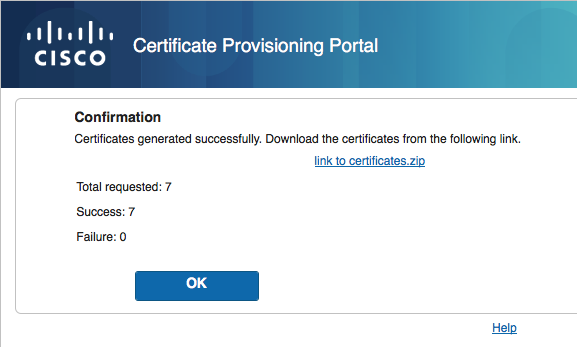 CISCO
Certificate Provisioning Portal
Confirmation
Certificates generated successfully. Download the certificates from the following link.
link to certificates.zip
Total requested: 7
Success: 7
Failure: 0
OK
Help